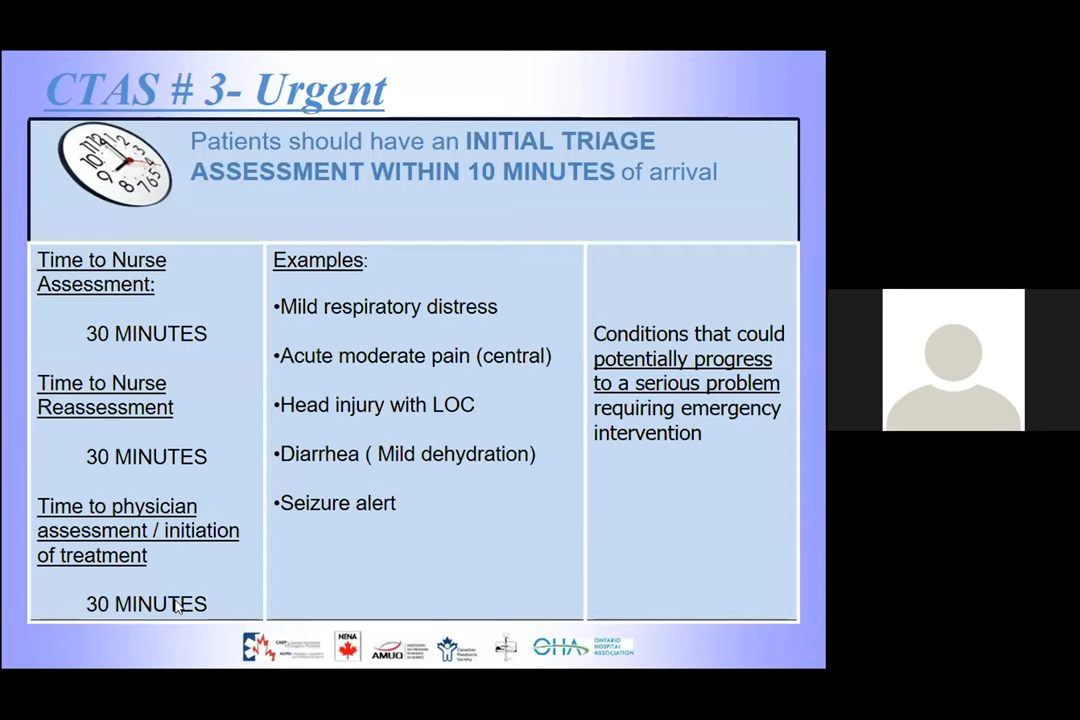 CTAS # 3- Urgent
Patients should have an INITIAL TRIAGE
ASSESSMENT WITHIN 10 MINUTES of arrival
Time to Nurse
Assessment:
30 MINUTES
Time to Nurse
Reassessment
30 MINUTES
Time to physician
assessment / initiation
of treatment
30 MINUTES
Examples:
•Mild respiratory distress
•Acute moderate pain (central)
•Head injury with LOC
•Diarrhea ( Mild dehydration)
•Seizure alert
Conditions that could
potentially progress
to a serious problem
requiring emergency
intervention
NENA
AMUQ
Canadian
Paediatric
Society
OHA
ONTARIO
HOSPITAL
ASSOCIATION